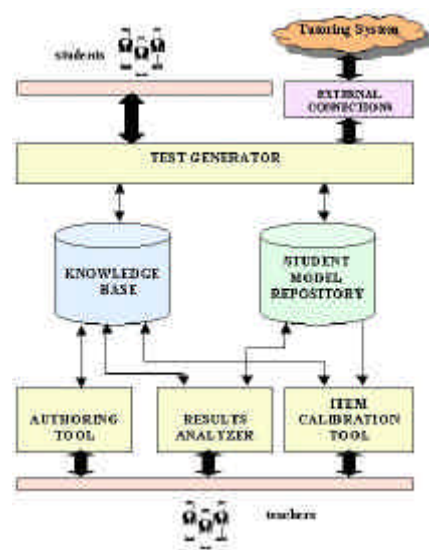 Tutoring System
students
EXTERNAL
CONNECTIONS
TEST GENERATOR
KNOWLEDGE
BASE
STUDENT
MODEL
REPOSITORY
AUTHORING
TOOL
RESULTS
ANALYZER
ITEM
CALIBRATION
TOOL
teachers